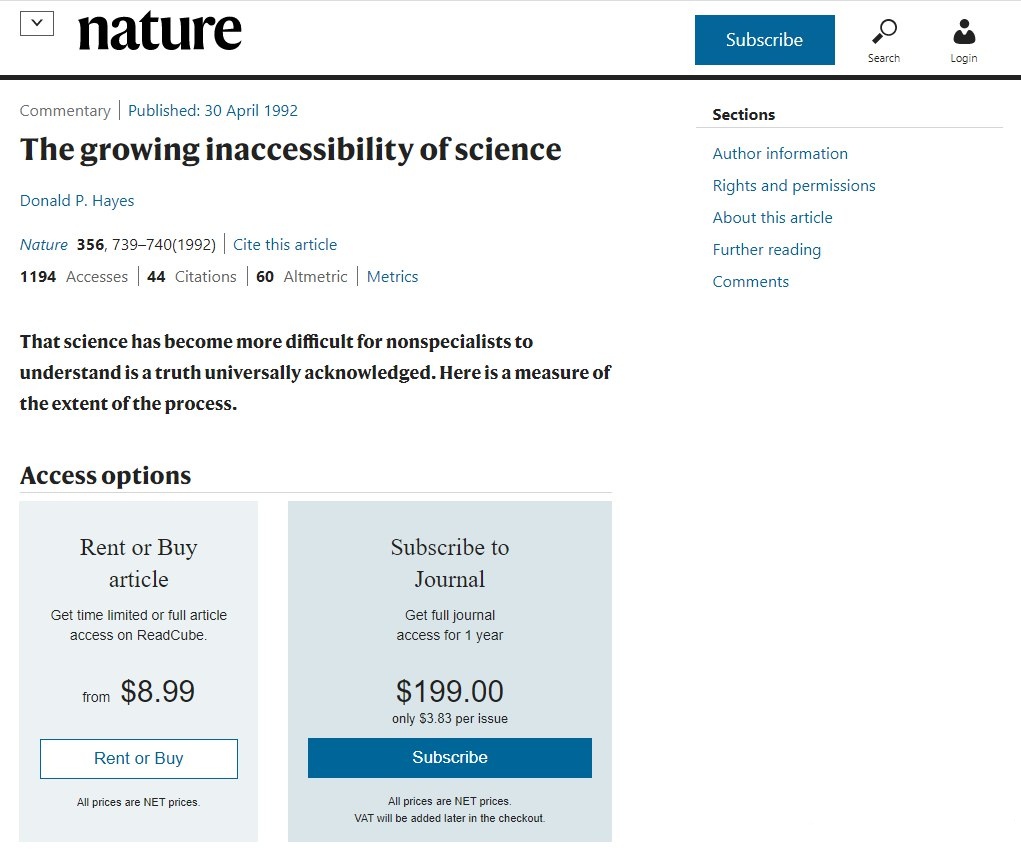 nature
Subscribe
Search
Login
Commentary Published: 30 April 1992
The growing inaccessibility of science
Donald P. Hayes
Nature 356, 739–740(1992) Cite this article
1194 Accesses 44 Citations 60 Altmetric Metrics
That science has become more difficult for nonspecialists to
understand is a truth universally acknowledged. Here is a measure of
the extent of the process.
Access options
Rent or Buy
article
Get time limited or full article
access on ReadCube.
from $8.99
Rent or Buy
All prices are NET prices.
Subscribe to
Journal
Get full journal
access for 1 year
$199.00
only $3.83 per issue
Subscribe
All prices are NET prices.
VAT will be added later in the checkout.
Sections
Author information
Rights and permissions
About this article
Further reading
Comments